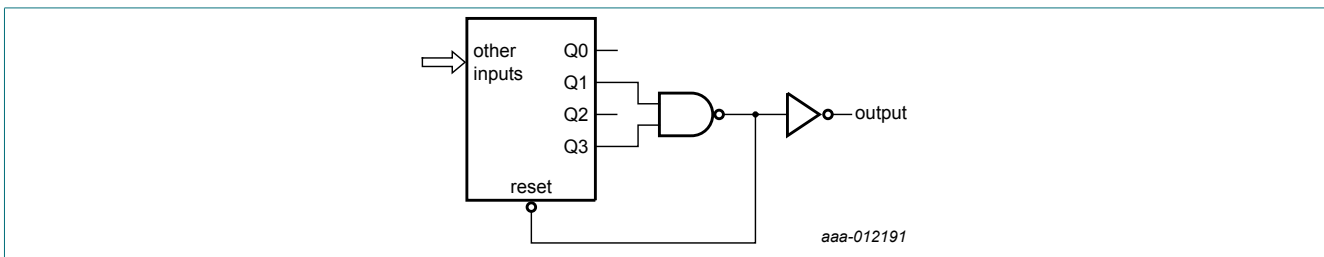 other
inputs
Q0
Q1
Q2
Q3
reset
output
aaa-012191